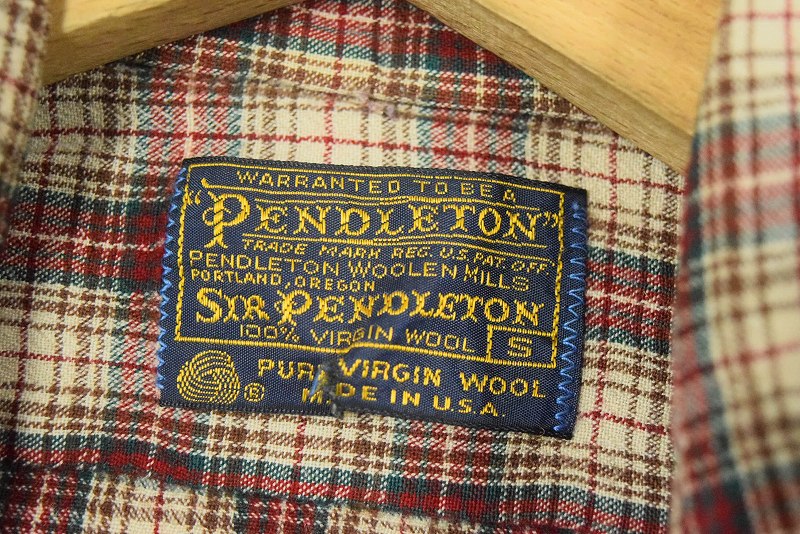 WARRANTED TO BE A
"PENDLETON"
TRADE MARK REG. U.S. PAT. OFF
PENDLETON WOOLEN MILLS
PORTLAND, OREGON
SIR PENDLETON
100% VIRGIN WOOL S
® PURE VIRGIN WOOL
MADE IN U.S.A.